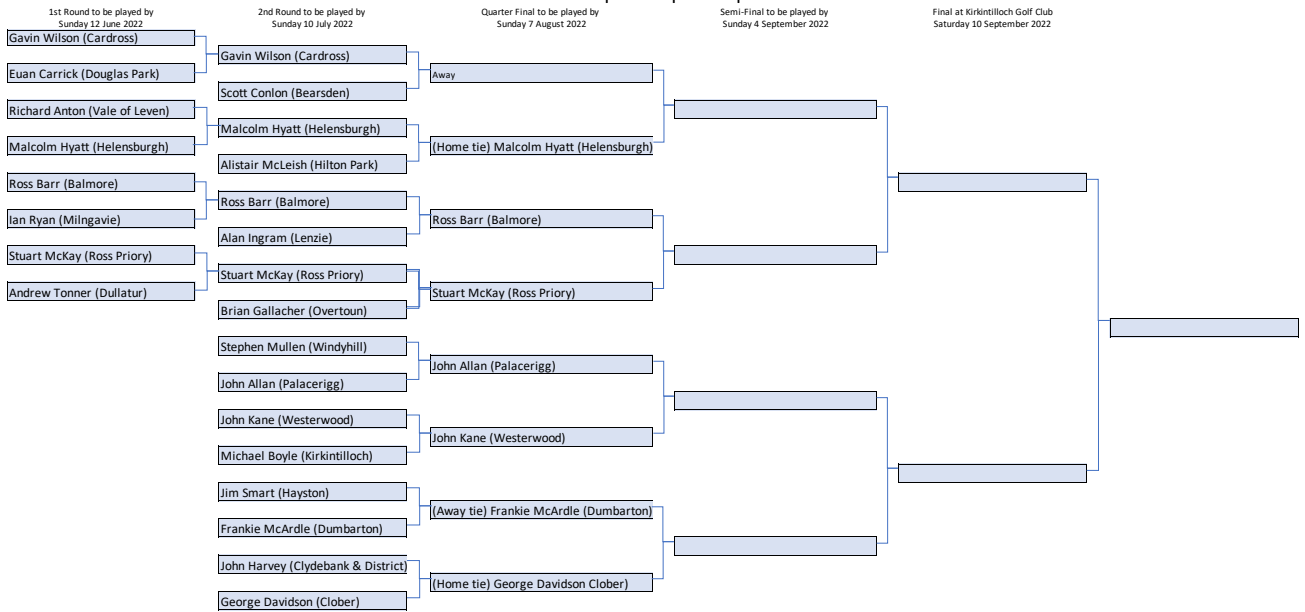 1st Round to be played by
Sunday 12 June 2022
2nd Round to be played by
Sunday 10 July 2022
Quarter Final to be played by
Sunday 7 August 2022
Semi-Final to be played by
Sunday 4 September 2022
Final at Kirkintilloch Golf Club
Saturday 10 September 2022
Gavin Wilson (Cardross)
Euan Carrick (Douglas Park)
Richard Anton (Vale of Leven)
Malcolm Hyatt (Helensburgh)
Ross Barr (Balmore)
Ian Ryan (Milngavie)
Stuart McKay (Ross Priory)
Andrew Tonner (Dullatur)
Gavin Wilson (Cardross)
Scott Conlon (Bearsden)
Malcolm Hyatt (Helensburgh)
Alistair McLeish (Hilton Park)
Ross Barr (Balmore)
Alan Ingram (Lenzie)
Stuart McKay (Ross Priory)
Brian Gallacher (Overtoun)
Stephen Mullen (Windyhill)
John Allan (Palacerigg)
John Kane (Westerwood)
Michael Boyle (Kirkintilloch)
Jim Smart (Hayston)
Frankie McArdle (Dumbarton)
John Harvey (Clydebank & District)
George Davidson (Clober)
Away
(Home tie) Malcolm Hyatt (Helensburgh)
Ross Barr (Balmore)
Stuart McKay (Ross Priory)
John Allan (Palacerigg)
John Kane (Westerwood)
(Away tie) Frankie McArdle (Dumbarton)
(Home tie) George Davidson Clober)